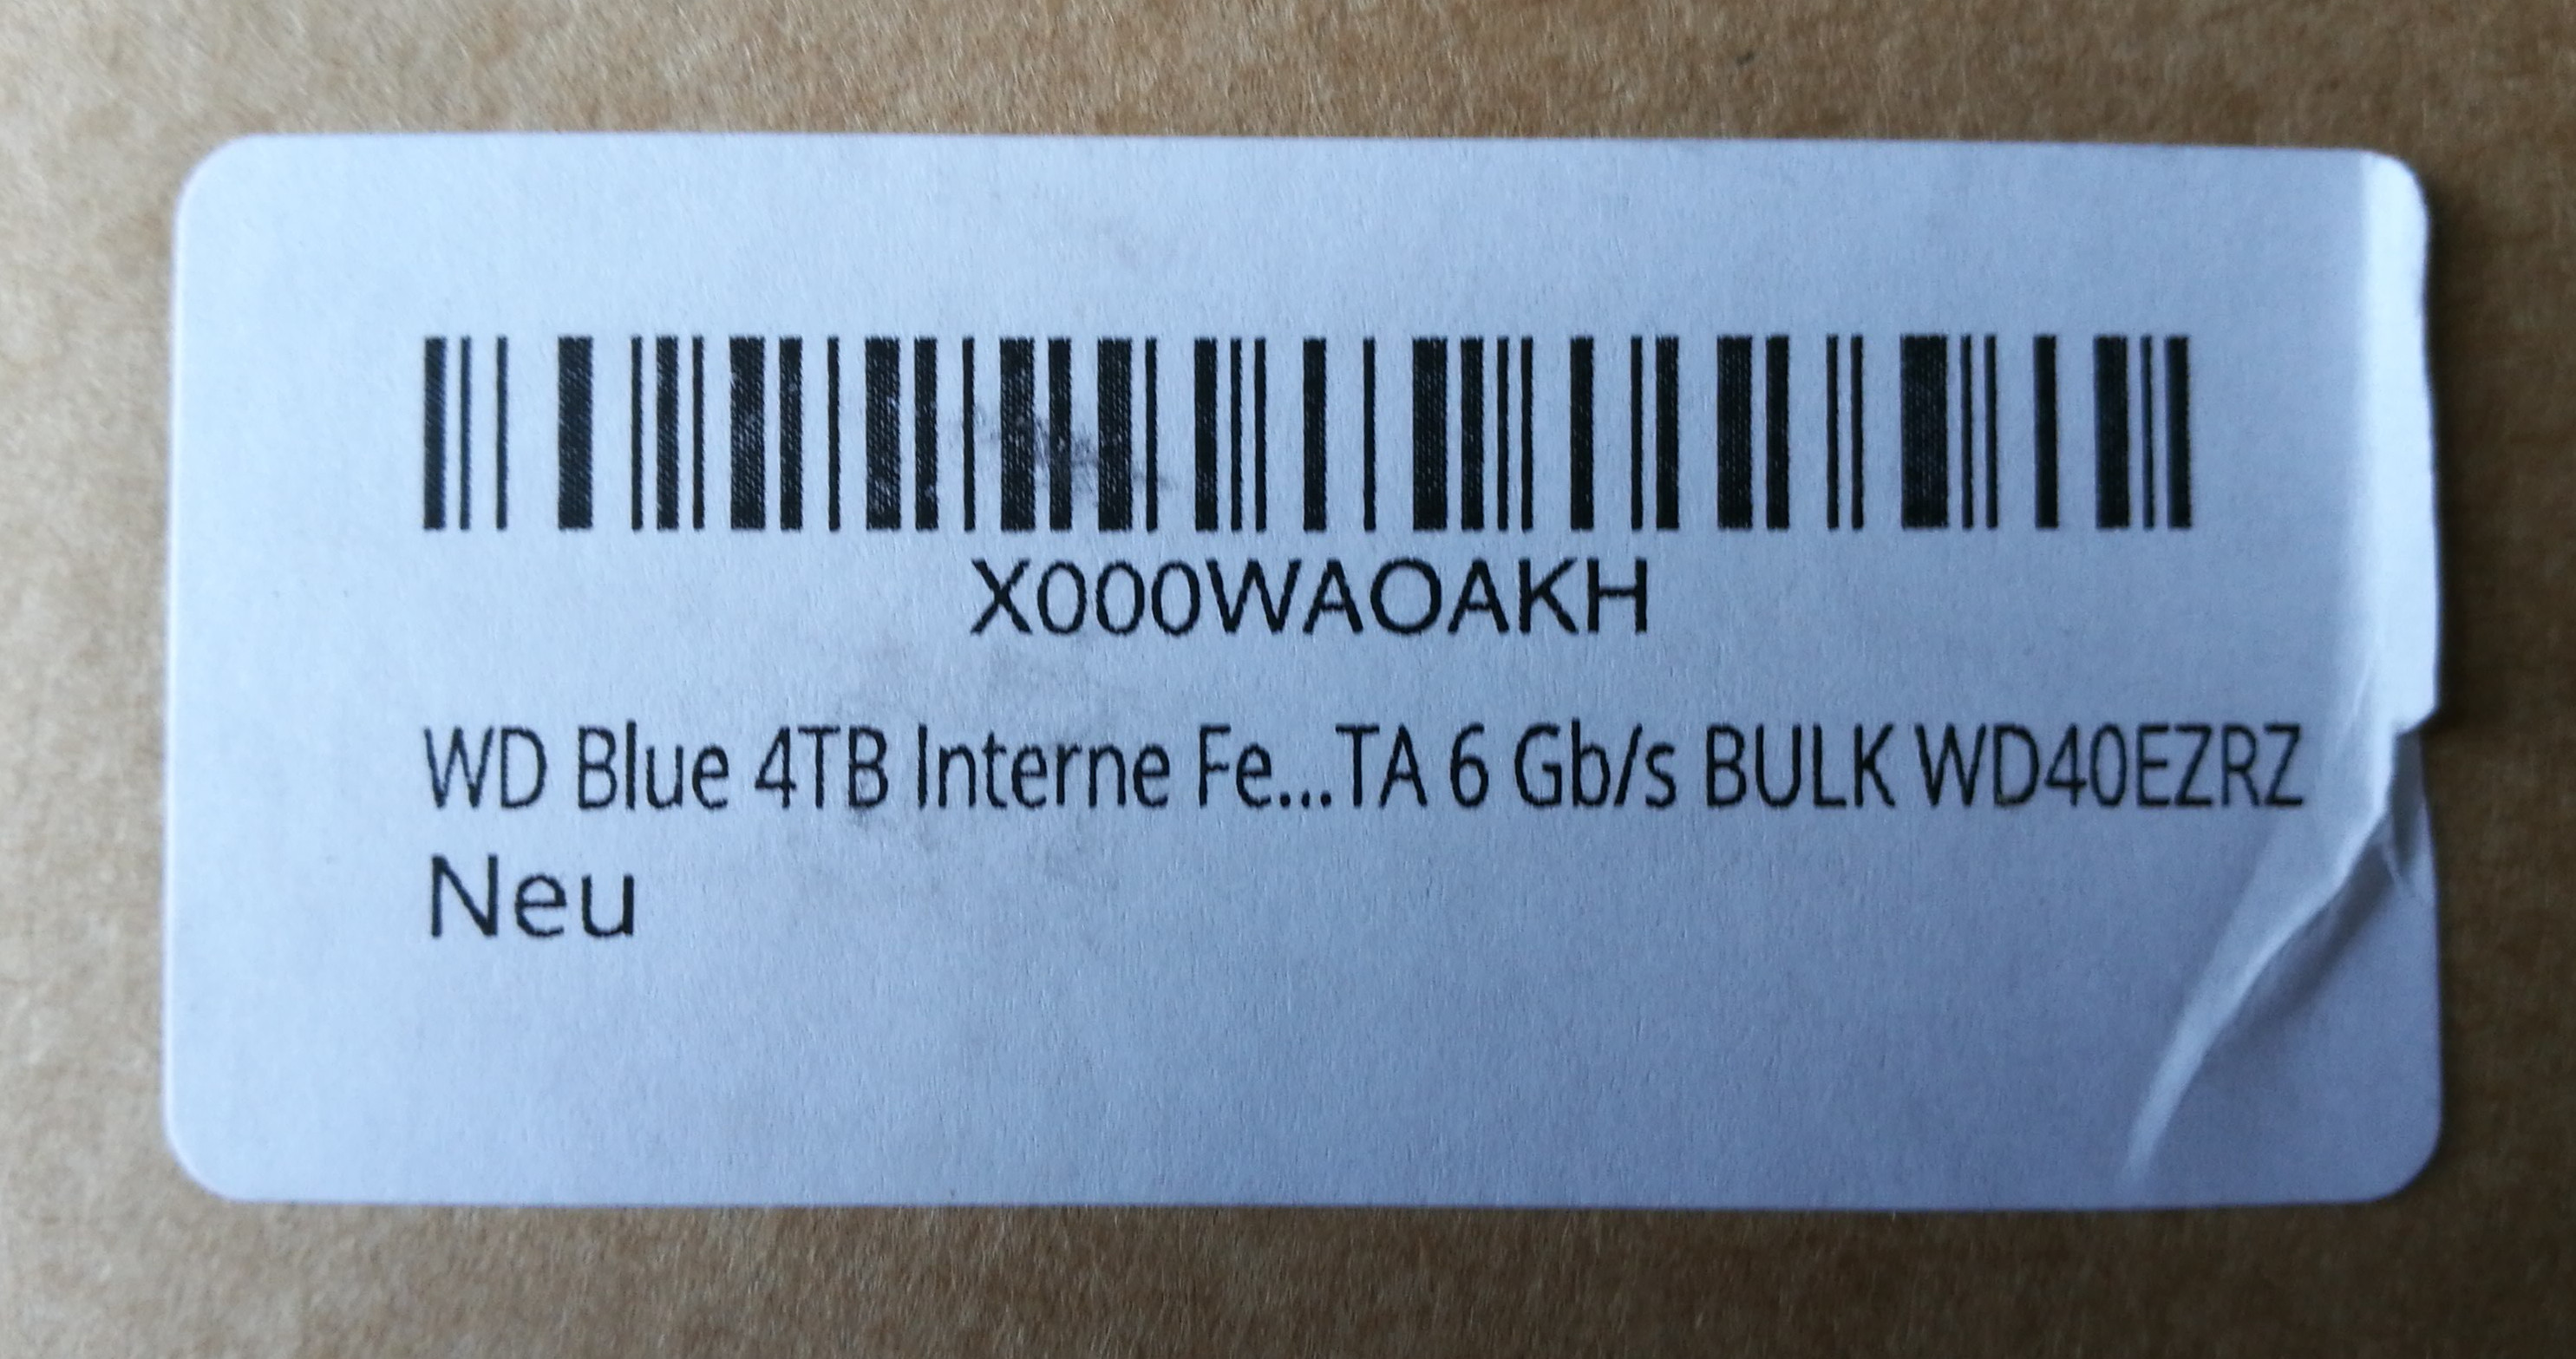 X000WAOAKH
WD Blue 4TB Interne Fe...TA 6 Gb/s BULK WD40EZRZ
Neu